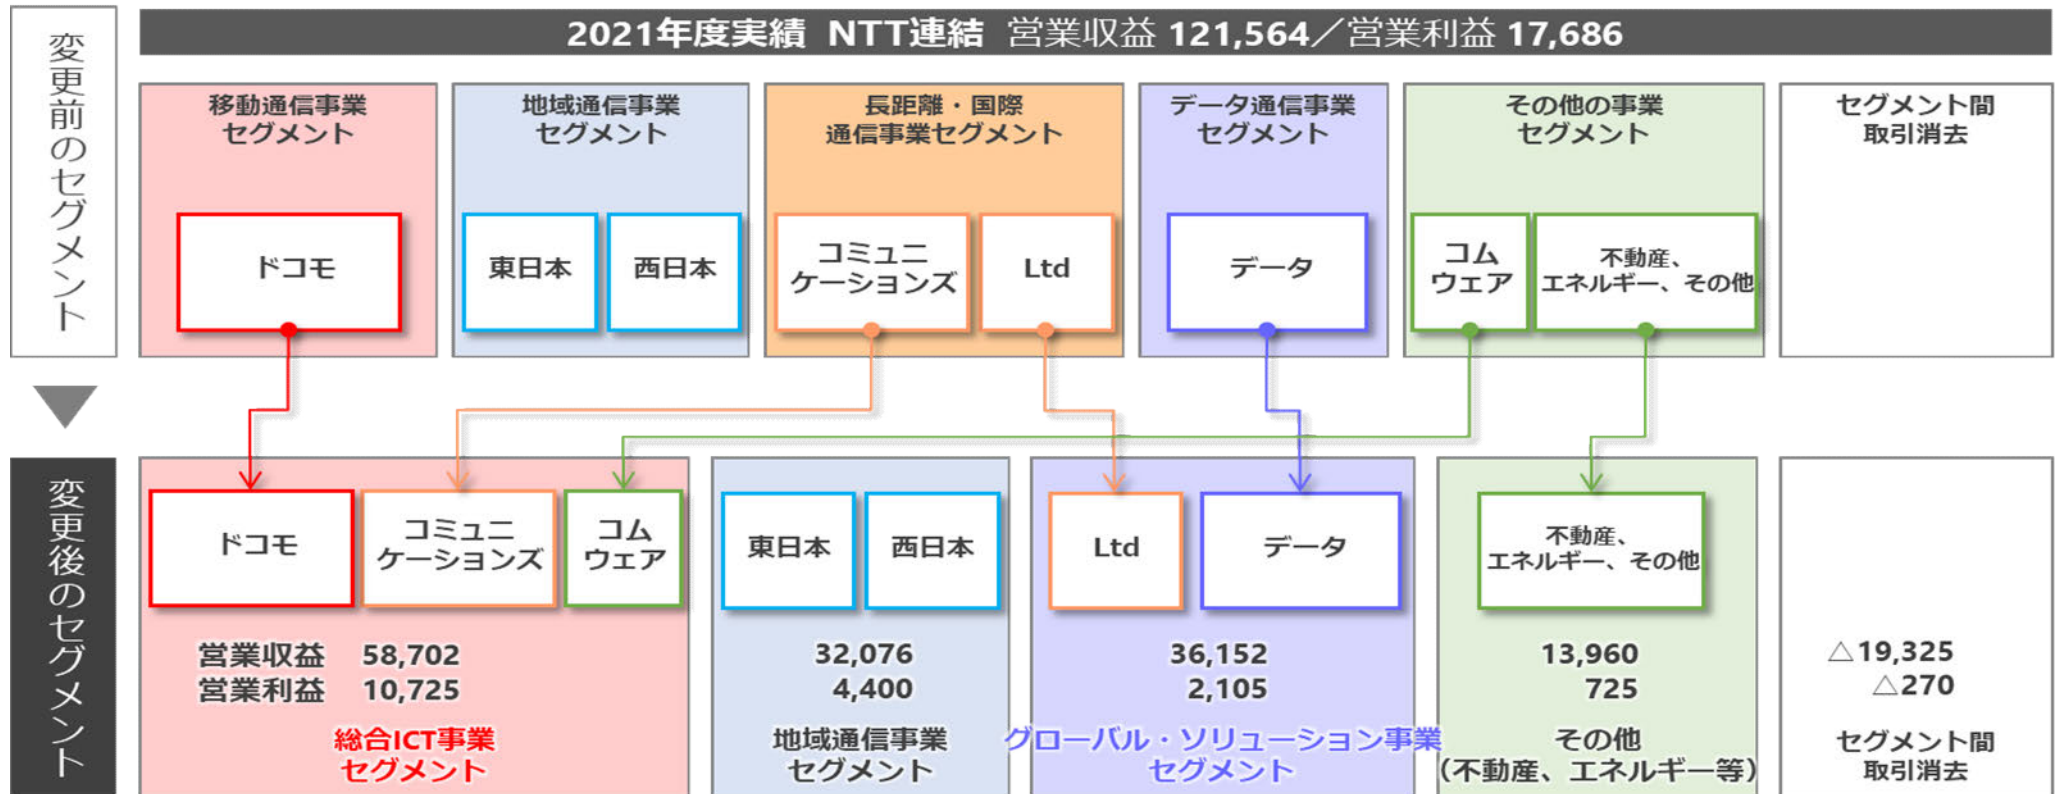 変更前のセグメント
2021年度実績 NTT連結 営業収益 121,564／営業利益 17,686
移動通信事業
セグメント
地域通信事業
セグメント
長距離・国際
通信事業セグメント
データ通信事業
セグメント
その他の事業
セグメント
セグメント間
取引消去
ドコモ
東日本
西日本
コミュニ
ケーションズ
Ltd
データ
コム
ウェア
不動産、
エネルギー、その他
変更後のセグメント
ドコモ
コミュニ
ケーションズ
コム
ウェア
東日本
西日本
Ltd
データ
不動産、
エネルギー、その他
営業収益 58,702
営業利益 10,725
32,076
4,400
36,152
2,105
13,960
725
△19,325
△270
総合ICT事業
セグメント
地域通信事業
セグメント
グローバル・ソリューション事業
セグメント
その他
（不動産、エネルギー等）
セグメント間
取引消去